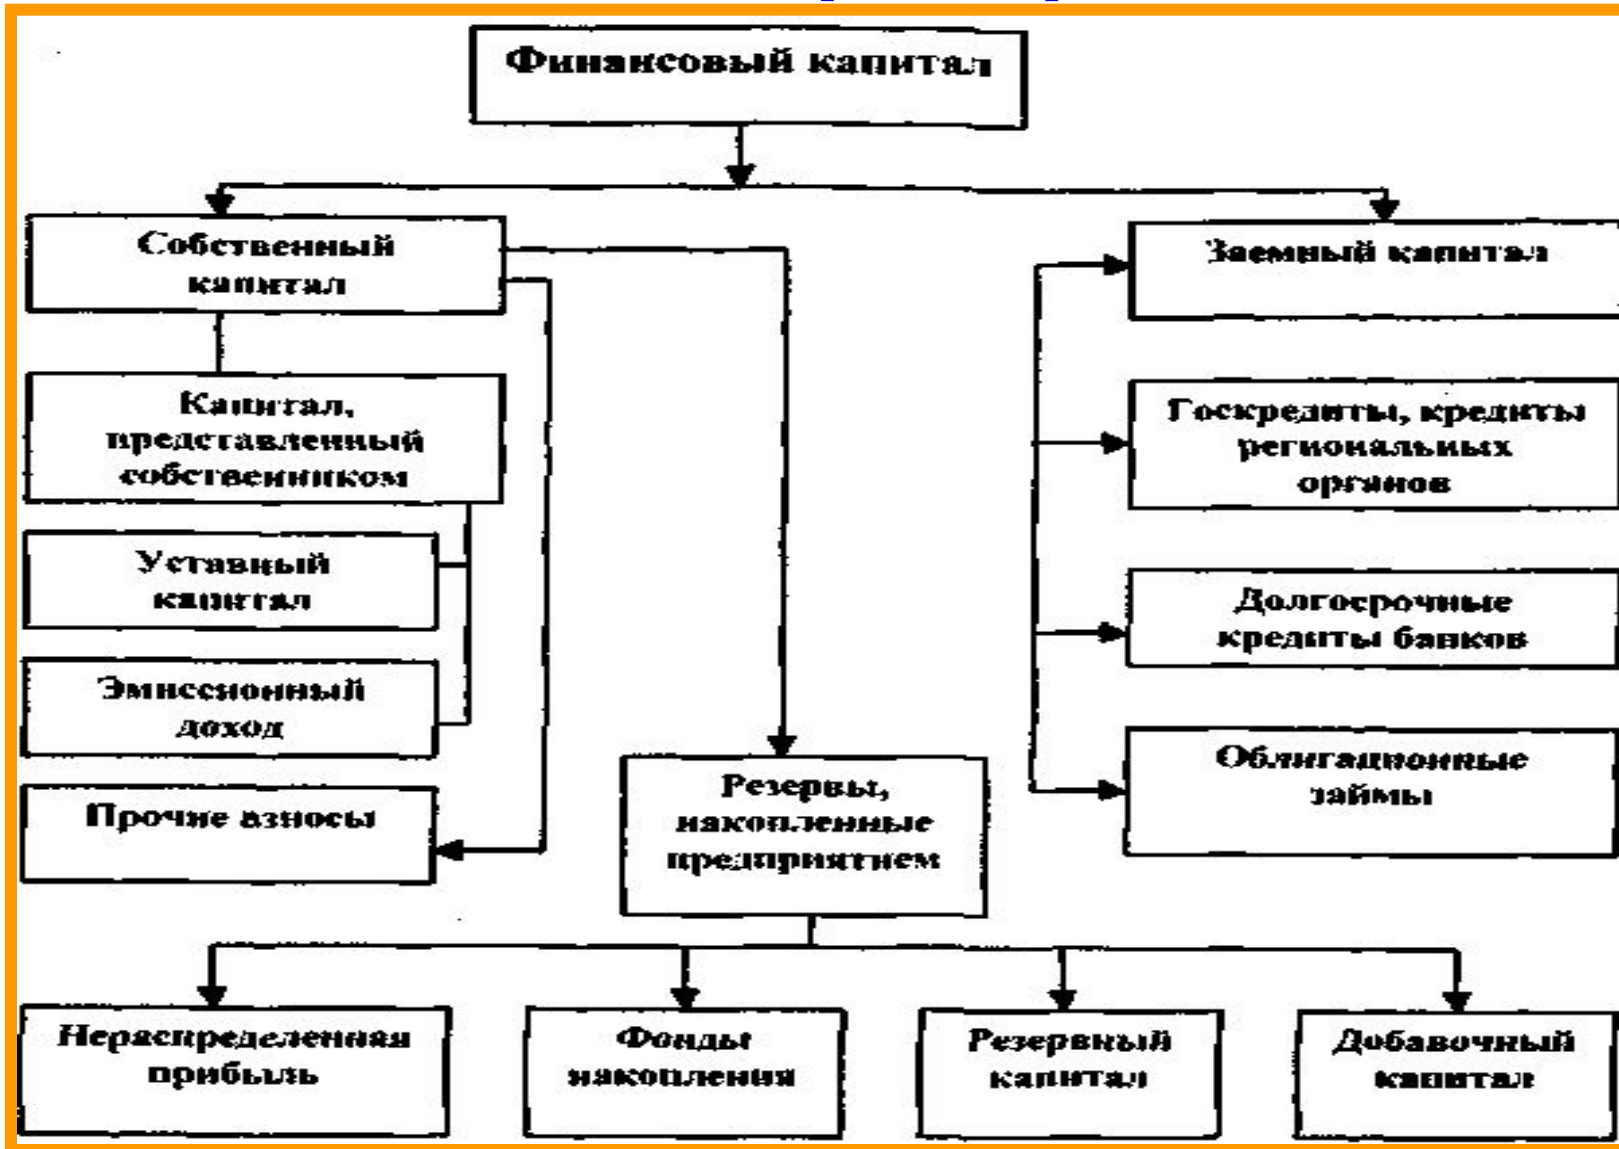 Финансовый капитал
Собственный
капитал
Заемный капитал
Капитал,
представленный
собственником
Госкредиты, кредиты
региональных
органов
Уставный
капитал
Долгосрочные
кредиты банков
Эмиссионный
доход
Облигационные
займы
Прочие взносы
Резервы,
накопленные
предприятием
Нераспределенная
прибыль
Фонды
накопления
Резервный
капитал
Добавочный
капитал